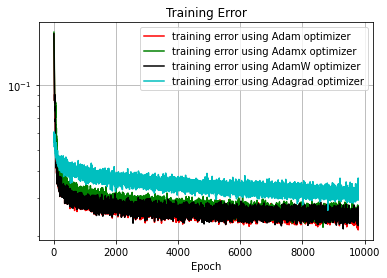 Training Error
training error using Adam optimizer
training error using Adamx optimizer
training error using AdamW optimizer
training error using Adagrad optimizer
10⁻¹
0 2000 4000 6000 8000 10000
Epoch